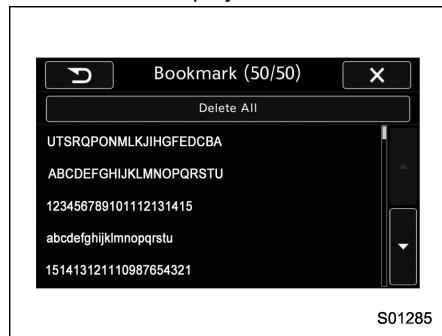 Bookmark (50/50)
Delete All
UTSRQPONMLKJIHGFEDCBA
ABCDEFGHIJKLMNOPQRSTU
123456789101112131415
abcdefghijklmnopqrstu
151413121110987654321
S01285